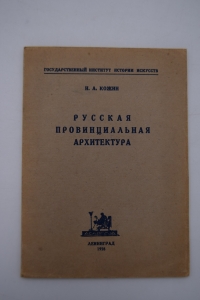 ГОСУДАРСТВЕННЫЙ ИНСТИТУТ ИСТОРИИ ИСКУССТВ
Н. А. КОЖИН
РУССКАЯ
ПРОВИНЦИАЛЬНАЯ
АРХИТЕКТУРА
ЛЕНИНГРАД